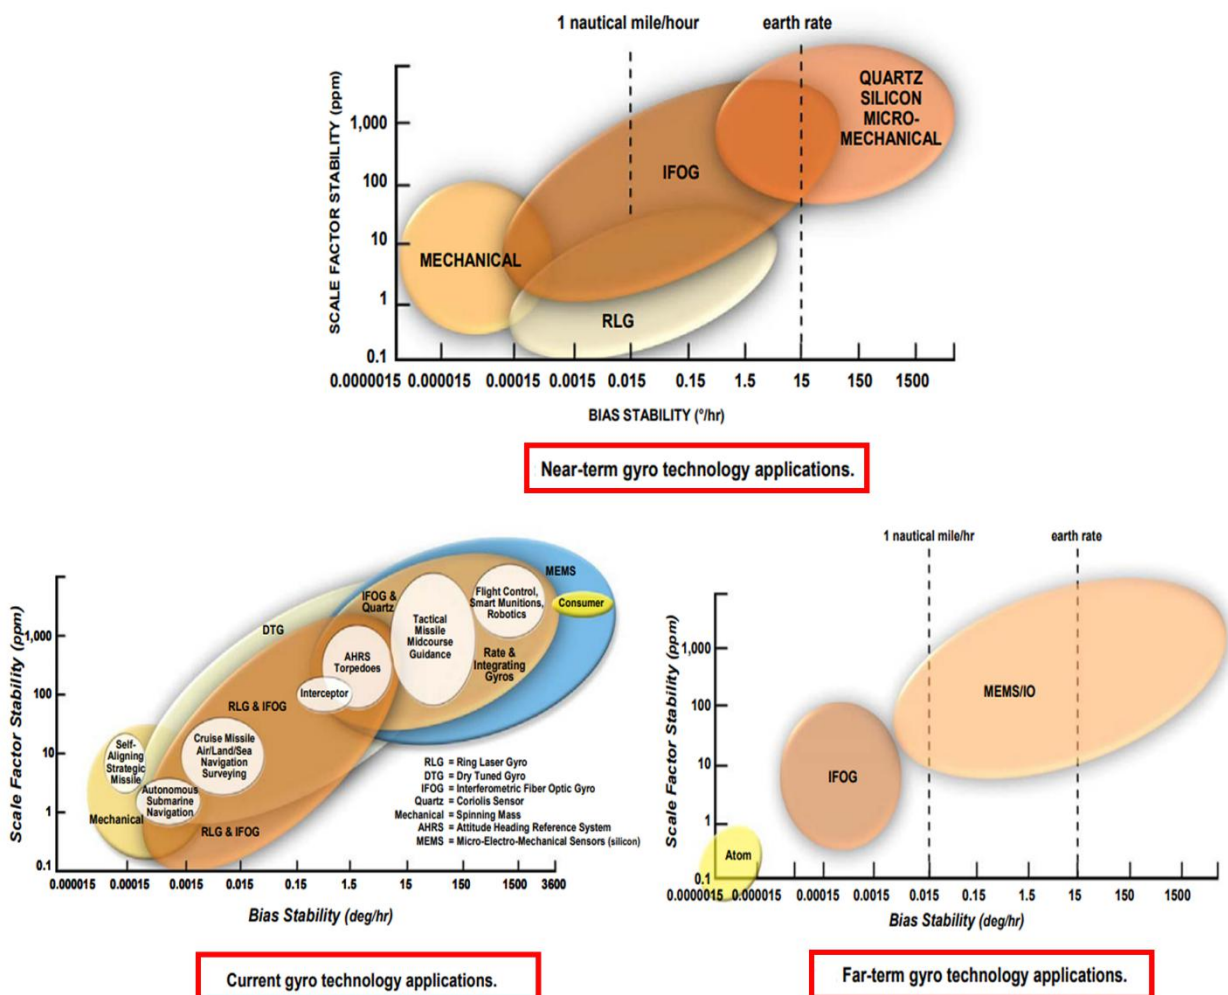 1 nautical mile/hour
earth rate
SCALE FACTOR STABILITY (ppm)
1,000
100
10
1
0.1
QUARTZ
SILICON
MICRO-
MECHANICAL
IFOG
MECHANICAL
RLG
0.0000015 0.000015 0.00015 0.0015 0.015 0.15 1.5 15 150 1500
BIAS STABILITY (°/hr)
Near-term gyro technology applications.
Scale Factor Stability (ppm)
1,000
100
10
1
0.1
MEMS
IFOG &
Quartz
Flight Control,
Smart Munitions,
Robotics
Consumer
DTG
Tactical
Missile
Midcourse
Guidance
AHRS
Torpedoes
Rate &
Integrating
Gyros
Interceptor
RLG & IFOG
Cruise Missile
Air/Land/Sea
Navigation
Surveying
Self-
Aligning
Strategic
Missile
Autonomous
Submarine
Navigation
Mechanical
RLG & IFOG
RLG = Ring Laser Gyro
DTG = Dry Tuned Gyro
IFOG = Interferometric Fiber Optic Gyro
Quartz = Coriolis Sensor
Mechanical = Spinning Mass
AHRS = Attitude Heading Reference System
MEMS = Micro-Electro-Mechanical Sensors (silicon)
0.000015 0.00015 0.0015 0.015 0.15 1.5 15 150 1500 3600
Bias Stability (deg/hr)
Current gyro technology applications.
1 nautical mile/hr
earth rate
Scale Factor Stability (ppm)
1,000
100
10
1
0.1
MEMS/IO
IFOG
Atom
0.0000015 0.000015 0.00015 0.0015 0.015 0.15 1.5 15 150 1500
Bias Stability (deg/hr)
Far-term gyro technology applications.